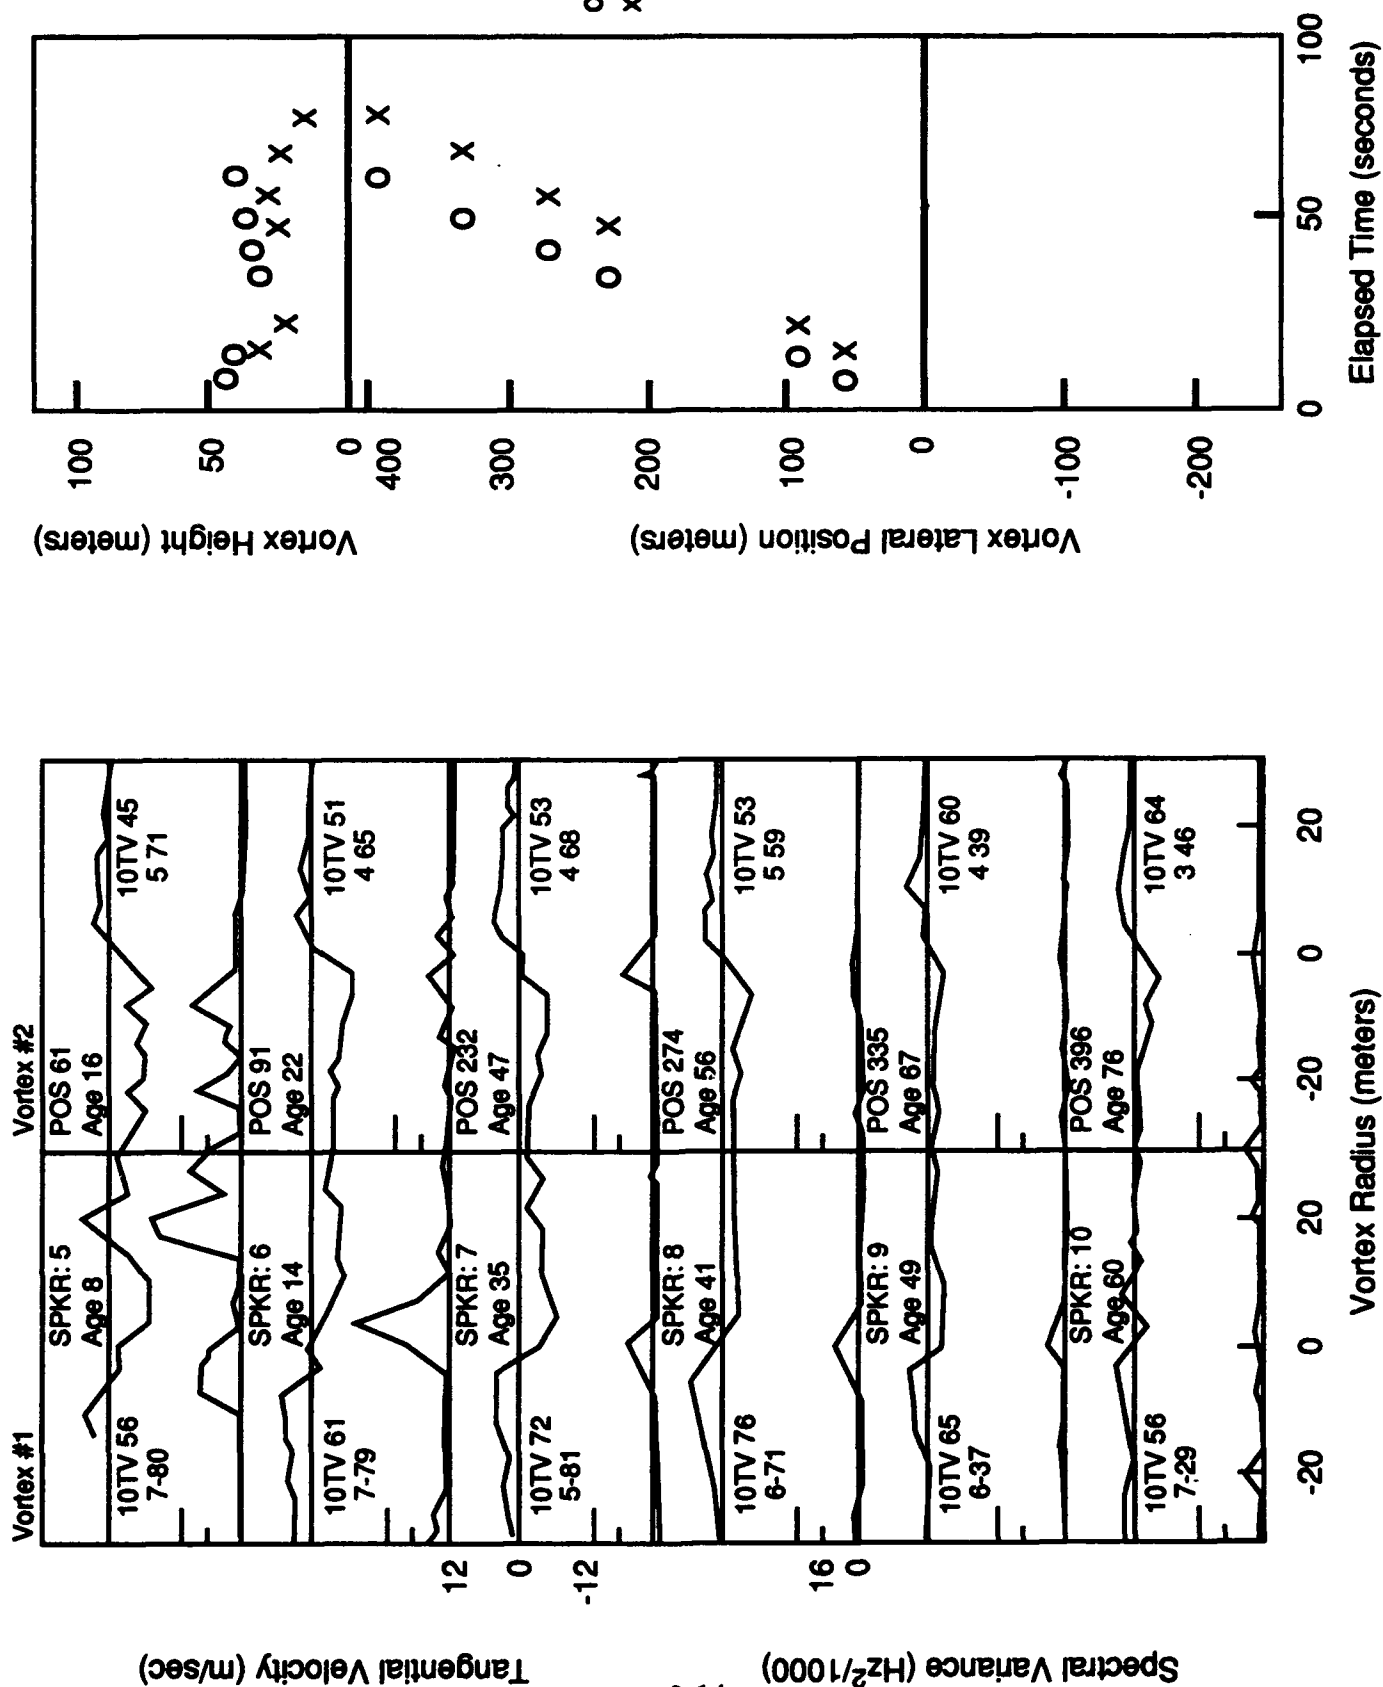 Vortex #1
Vortex #2
SPKR: 5
Age 8
10TV 56
7-80
POS 61
Age 16
10TV 45
5 71
SPKR: 6
Age 14
10TV 61
7-79
POS 91
Age 22
10TV 51
4 65
SPKR: 7
Age 35
10TV 72
5-81
POS 232
Age 47
10TV 53
4 68
SPKR: 8
Age 41
10TV 76
6-71
POS 274
Age 56
10TV 53
5 59
SPKR: 9
Age 49
10TV 65
6-37
POS 335
Age 67
10TV 60
4 39
SPKR: 10
Age 60
10TV 56
7-29
POS 396
Age 76
10TV 64
3 46
Tangential Velocity (m/sec)
12
0
-12
Spectral Variance (Hz²/1000)
16
0
-20
0
20
-20
0
20
Vortex Radius (meters)
Vortex Height (meters)
100
50
0
Vortex Lateral Position (meters)
400
300
200
100
0
-100
-200
0
50
100
Elapsed Time (seconds)